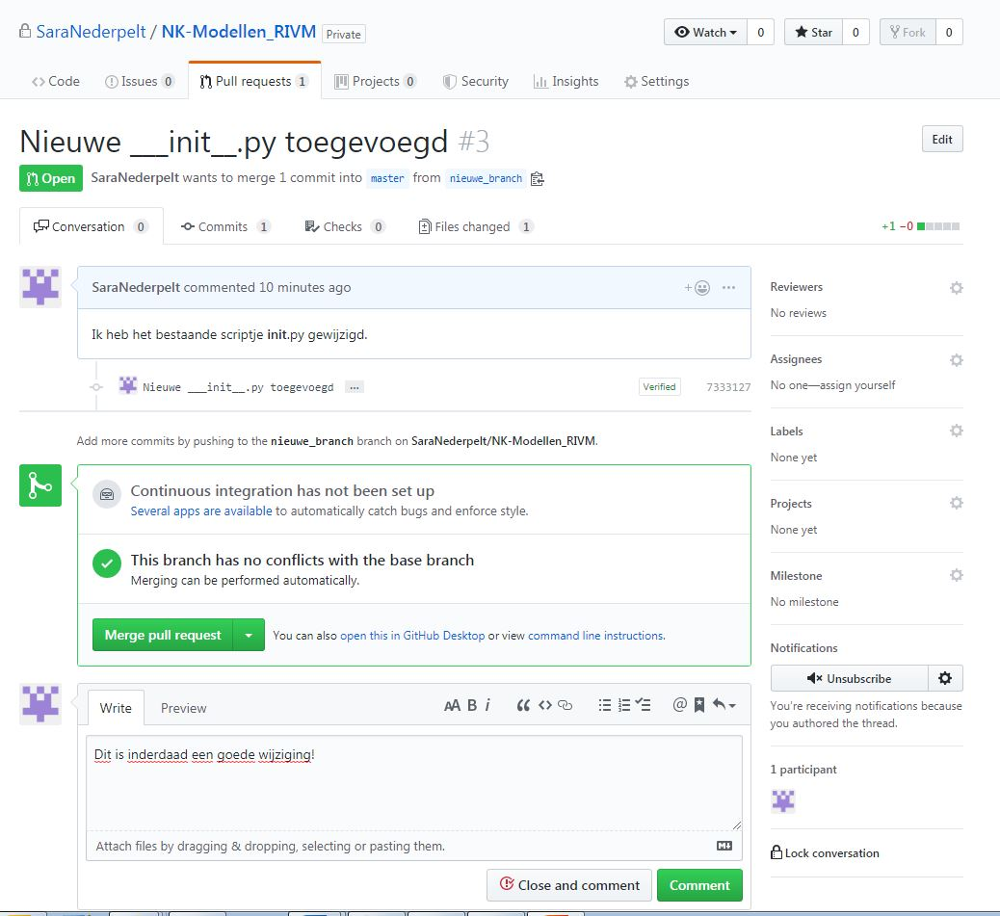 SaraNederpelt / NK-Modellen_RIVM Private
Watch 0 Star 0 Fork 0
Code Issues 0 Pull requests 1 Projects 0 Security Insights Settings
Nieuwe ___init__.py toegevoegd #3
Edit
Open SaraNederpelt wants to merge 1 commit into master from nieuwe_branch
Conversation 0 Commits 1 Checks 0 Files changed 1 +1 −0
SaraNederpelt commented 10 minutes ago
Ik heb het bestaande scriptje init.py gewijzigd.
Nieuwe ___init__.py toegevoegd … Verified 7333127
Add more commits by pushing to the nieuwe_branch branch on SaraNederpelt/NK-Modellen_RIVM.
Continuous integration has not been set up
Several apps are available to automatically catch bugs and enforce style.
This branch has no conflicts with the base branch
Merging can be performed automatically.
Merge pull request You can also open this in GitHub Desktop or view command line instructions.
Write Preview AA B i
Dit is inderdaad een goede wijziging!
Attach files by dragging & dropping, selecting or pasting them.
Close and comment Comment
Reviewers
No reviews
Assignees
No one—assign yourself
Labels
None yet
Projects
None yet
Milestone
No milestone
Notifications
Unsubscribe
You're receiving notifications because
you authored the thread.
1 participant
Lock conversation